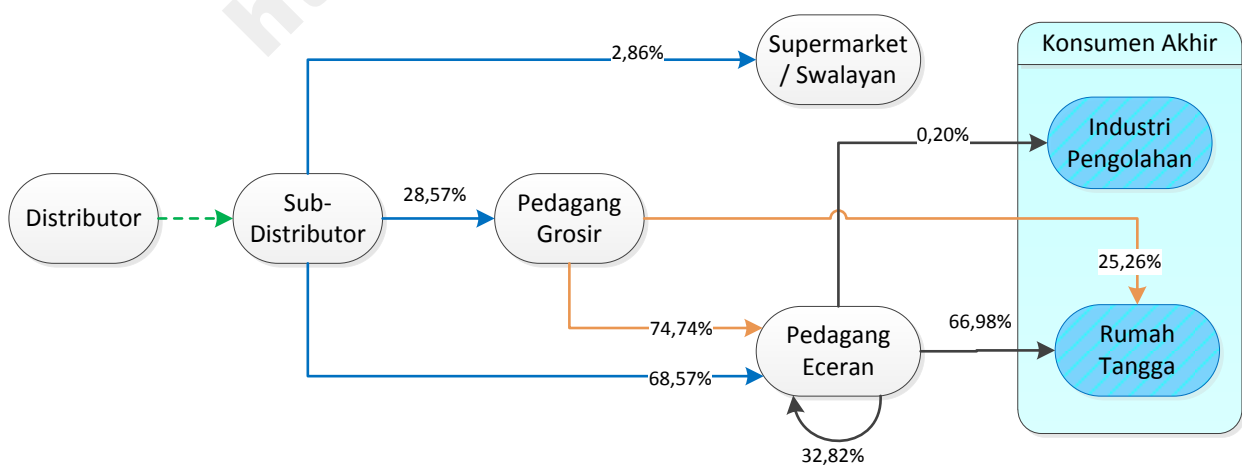 2,86%
Supermarket
/ Swalayan
Konsumen Akhir
0,20%
Industri
Pengolahan
Distributor
Sub-
Distributor
28,57%
Pedagang
Grosir
25,26%
74,74%
68,57%
Pedagang
Eceran
66,98%
Rumah
Tangga
32,82%